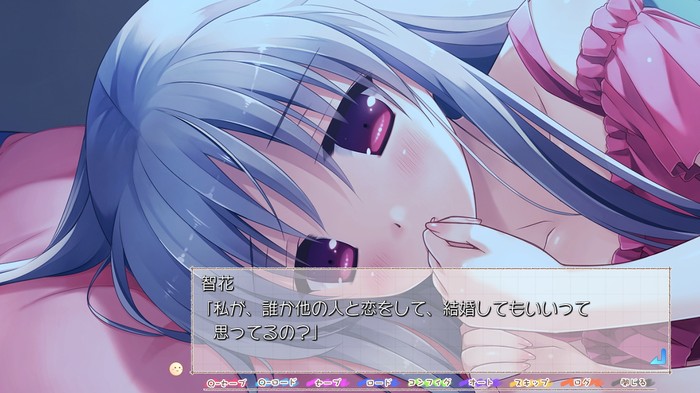 智花
「私が、誰か他の人と恋をして、結婚してもいいって
思ってるの？」
Q-セーブ Q-ロード セーブ ロード コンフィグ オート スキップ ログ 閉じる